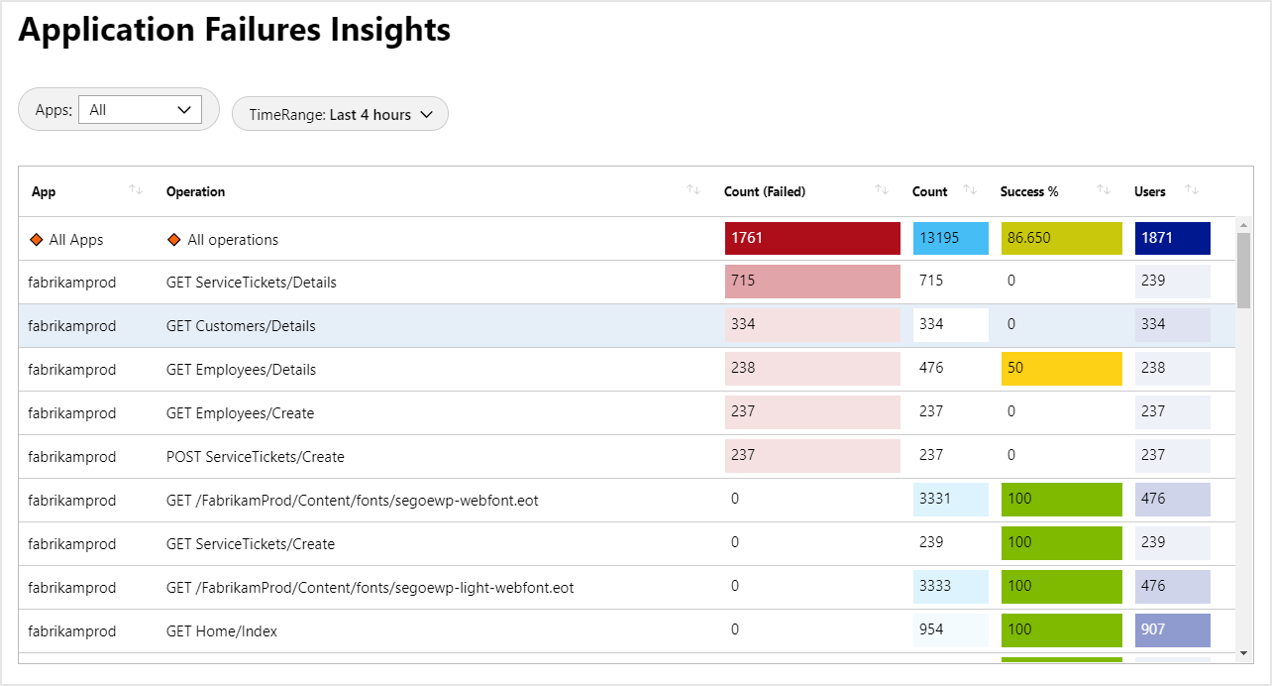 Application Failures Insights
Apps: All
TimeRange: Last 4 hours
App Operation Count (Failed) Count Success % Users
All Apps All operations 1761 13195 86.650 1871
fabrikamprod GET ServiceTickets/Details 715 715 0 239
fabrikamprod GET Customers/Details 334 334 0 334
fabrikamprod GET Employees/Details 238 476 50 238
fabrikamprod GET Employees/Create 237 237 0 237
fabrikamprod POST ServiceTickets/Create 237 237 0 237
fabrikamprod GET /FabrikamProd/Content/fonts/segoewp-webfont.eot 0 3331 100 476
fabrikamprod GET ServiceTickets/Create 0 239 100 239
fabrikamprod GET /FabrikamProd/Content/fonts/segoewp-light-webfont.eot 0 3333 100 476
fabrikamprod GET Home/Index 0 954 100 907